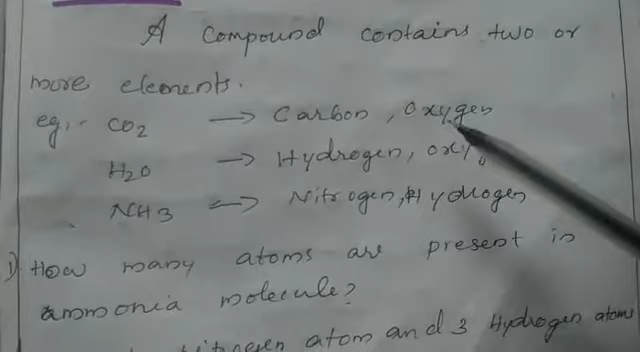 A Compound contains two or
more elements.
eg:- CO2 → Carbon, Oxygen
H2O → Hydrogen, oxy
NH3 → Nitrogen, Hydrogen
1) How many atoms are present in
ammonia molecule?
nitrogen atom and 3 Hydrogen atoms